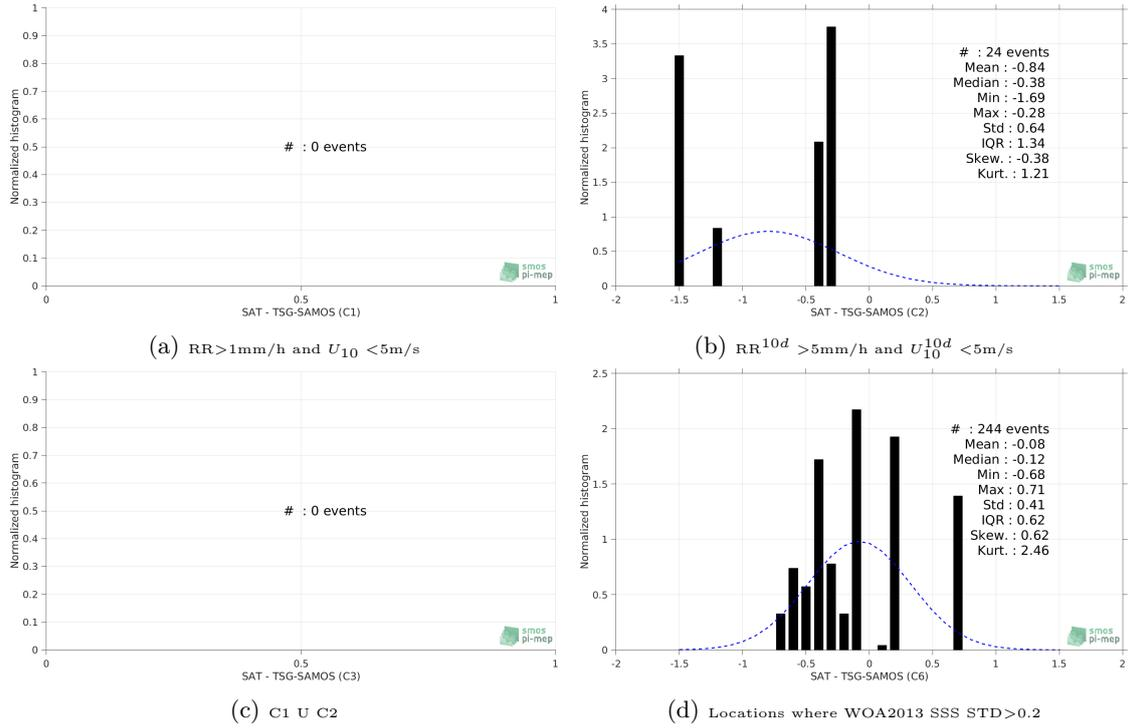 1
0.9
0.8
0.7
0.6
0.5
0.4
0.3
0.2
0.1
0
Normalized histogram
# : 0 events
smos
pi-mep
0
0.5
1
SAT - TSG-SAMOS (C1)
(a) RR>1mm/h and U10 <5m/s
4
3.5
3
2.5
2
1.5
1
0.5
0
Normalized histogram
# : 24 events
Mean : -0.84
Median : -0.38
Min : -1.69
Max : -0.28
Std : 0.64
IQR : 1.34
Skew. : -0.38
Kurt. : 1.21
smos
pi-mep
-2
-1.5
-1
-0.5
0
0.5
1
1.5
2
SAT - TSG-SAMOS (C2)
(b) RR^10d >5mm/h and U10^10d <5m/s
1
0.9
0.8
0.7
0.6
0.5
0.4
0.3
0.2
0.1
0
Normalized histogram
# : 0 events
smos
pi-mep
0
0.5
1
SAT - TSG-SAMOS (C3)
(c) C1 U C2
2.5
2
1.5
1
0.5
0
Normalized histogram
# : 244 events
Mean : -0.08
Median : -0.12
Min : -0.68
Max : 0.71
Std : 0.41
IQR : 0.62
Skew. : 0.62
Kurt. : 2.46
smos
pi-mep
-2
-1.5
-1
-0.5
0
0.5
1
1.5
2
SAT - TSG-SAMOS (C6)
(d) Locations where WOA2013 SSS STD>0.2